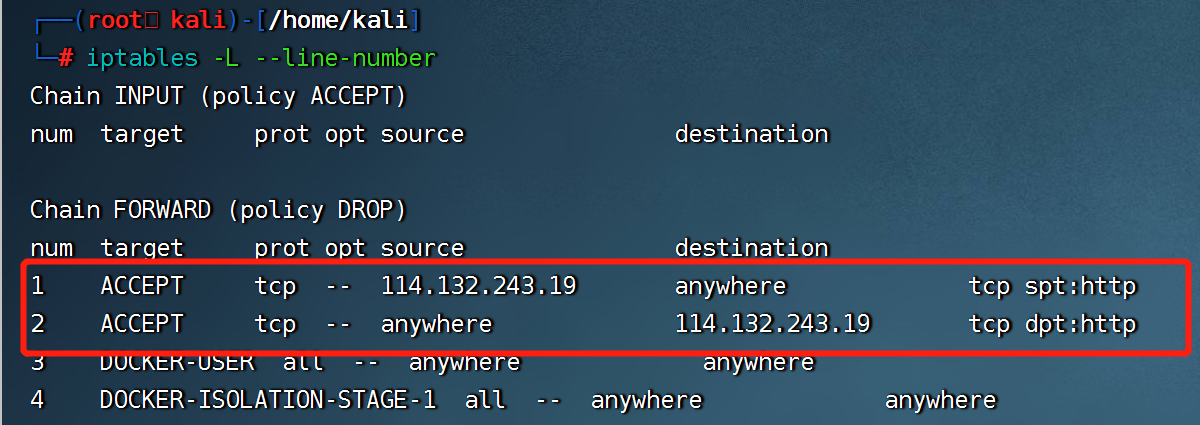 ┌──(root㉿ kali)-[/home/kali]
└─# iptables -L --line-number
Chain INPUT (policy ACCEPT)
num  target     prot opt source               destination
Chain FORWARD (policy DROP)
num  target     prot opt source               destination
1    ACCEPT     tcp  --  114.132.243.19       anywhere             tcp spt:http
2    ACCEPT     tcp  --  anywhere             114.132.243.19       tcp dpt:http
3    DOCKER-USER  all  --  anywhere             anywhere
4    DOCKER-ISOLATION-STAGE-1  all  --  anywhere             anywhere